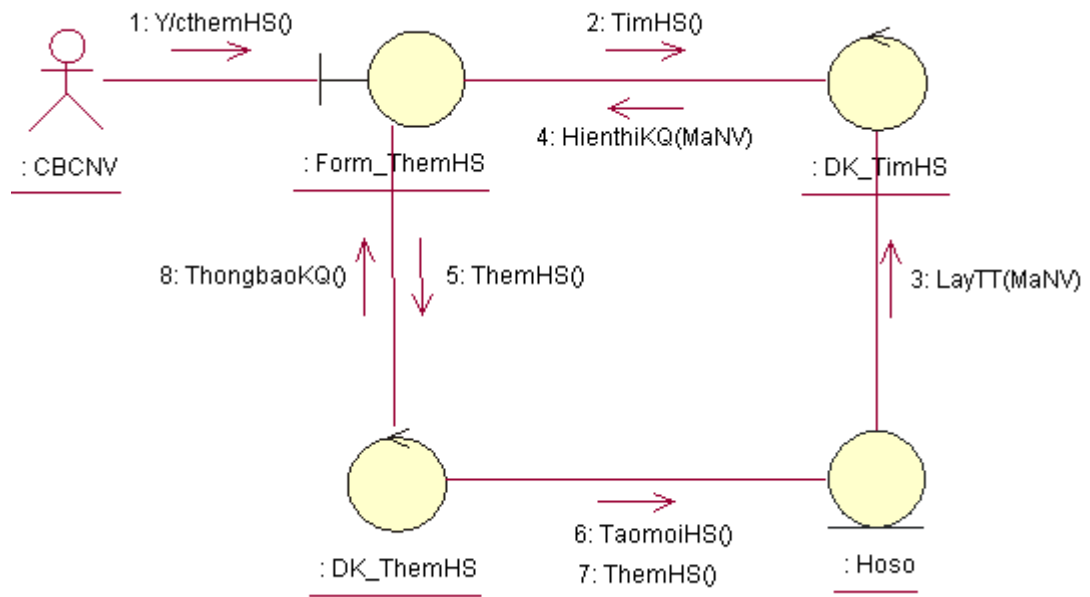 1: Y/cthemHS()
2: TimHS()
4: HienthiKQ(MaNV)
: CBCNV
: Form_ThemHS
: DK_TimHS
8: ThongbaoKQ()
5: ThemHS()
3: LayTT(MaNV)
6: TaomoiHS()
7: ThemHS()
: DK_ThemHS
: Hoso